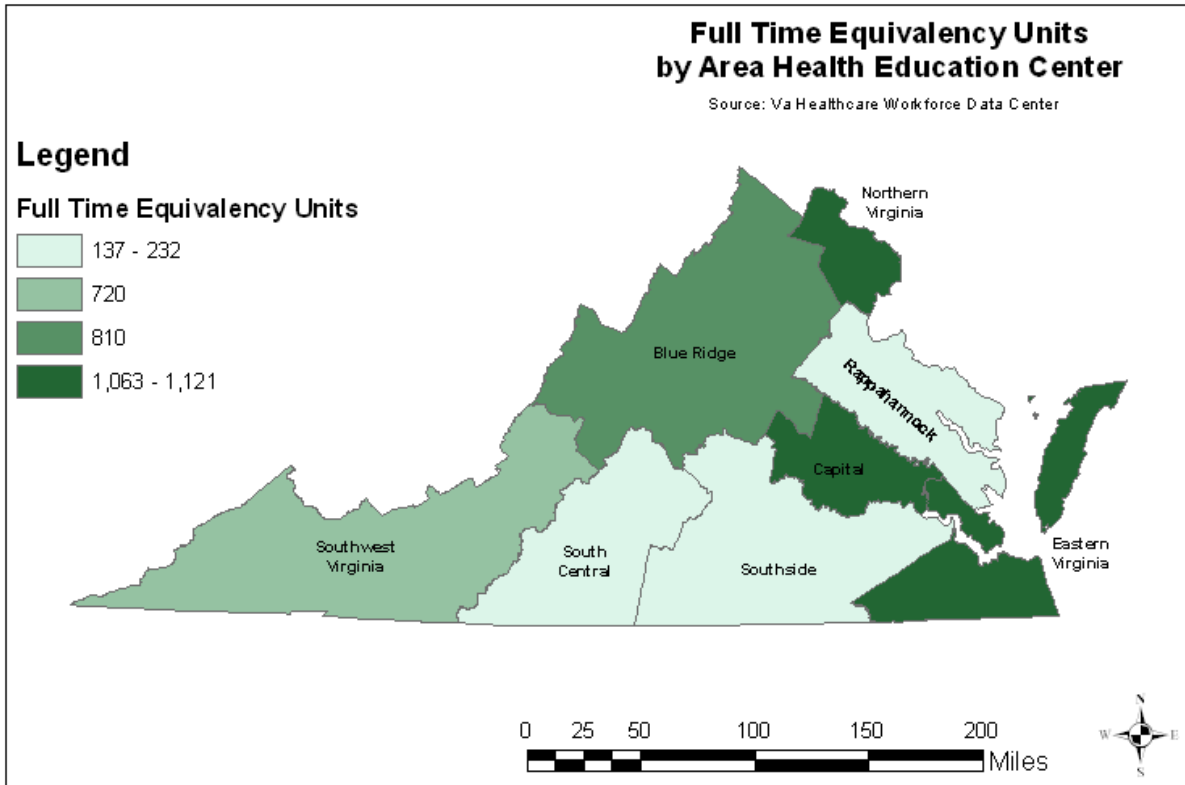 Full Time Equivalency Units
by Area Health Education Center
Source: Va Healthcare Workforce Data Center
Legend
Full Time Equivalency Units
137 - 232
720
810
1,063 - 1,121
Northern
Virginia
Blue Ridge
Rappahannock
Capital
Southwest
Virginia
South
Central
Southside
Eastern
Virginia
0 25 50 100 150 200
Miles
N
W E
S